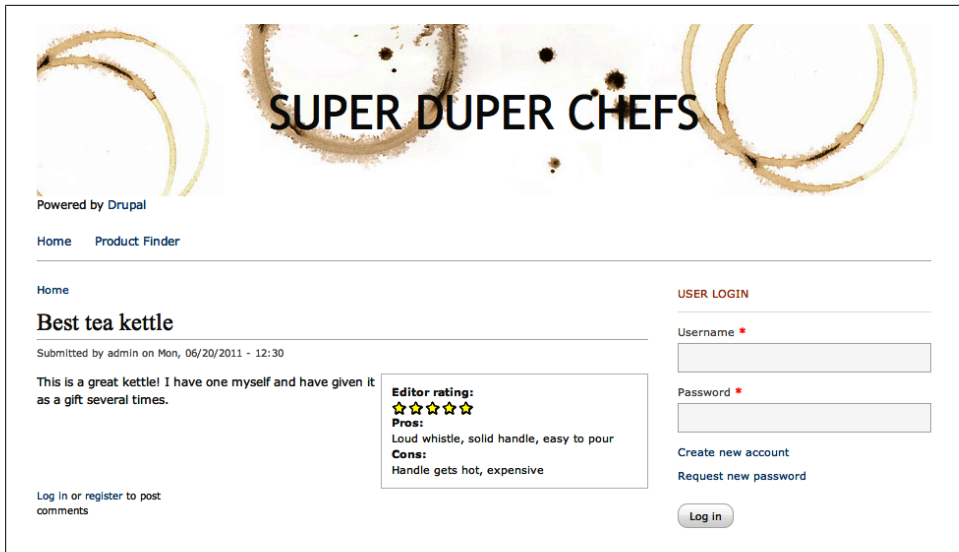 SUPER DUPER CHEFS
Powered by Drupal
Home Product Finder
Home
Best tea kettle
Submitted by admin on Mon, 06/20/2011 - 12:30
This is a great kettle! I have one myself and have given it
as a gift several times.
Editor rating:
Pros:
Loud whistle, solid handle, easy to pour
Cons:
Handle gets hot, expensive
Log in or register to post
comments
USER LOGIN
Username *
Password *
Create new account
Request new password
Log in